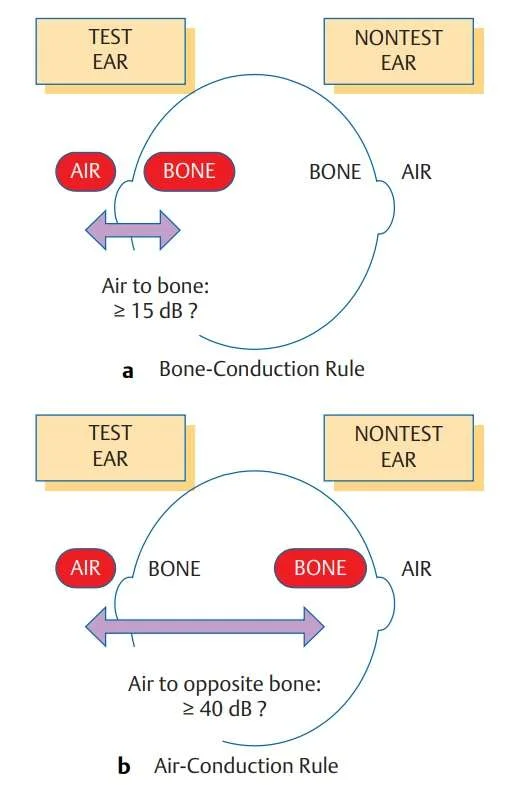 TEST
EAR
NONTEST
EAR
AIR BONE BONE AIR
Air to bone:
≥ 15 dB ?
a Bone-Conduction Rule
TEST
EAR
NONTEST
EAR
AIR BONE BONE AIR
Air to opposite bone:
≥ 40 dB ?
b Air-Conduction Rule